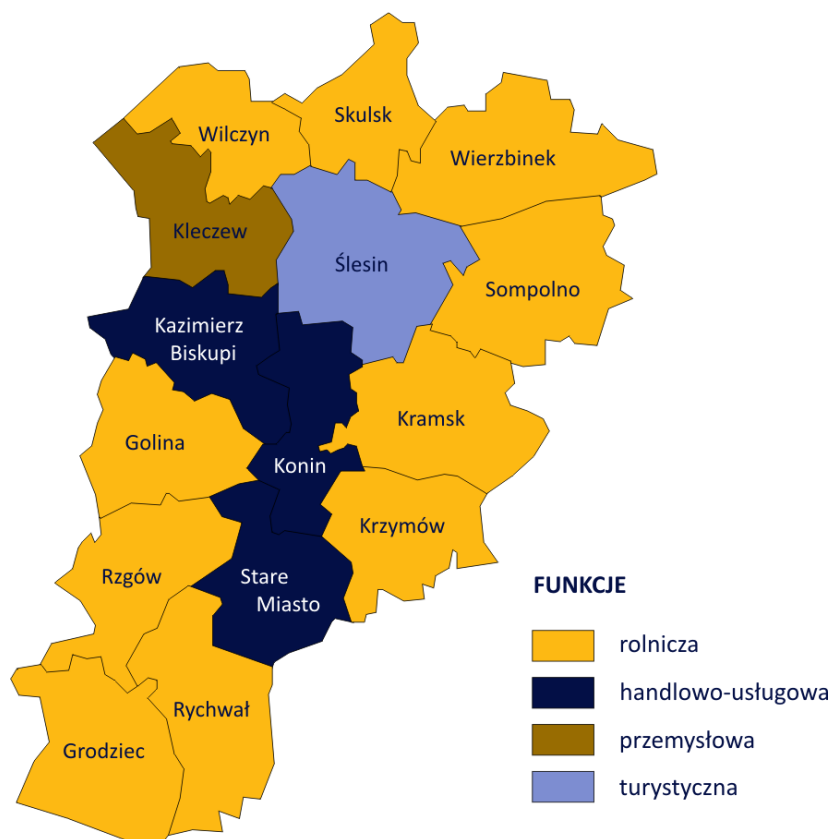 Skulsk
Wilczyn
Wierzbinek
Kleczew
Ślesin
Sompolno
Kazimierz
Biskupi
Golina
Kramsk
Konin
Krzymów
Rzgów
Stare
Miasto
Rychwał
Grodziec
FUNKCJE
rolnicza
handlowo-usługowa
przemysłowa
turystyczna